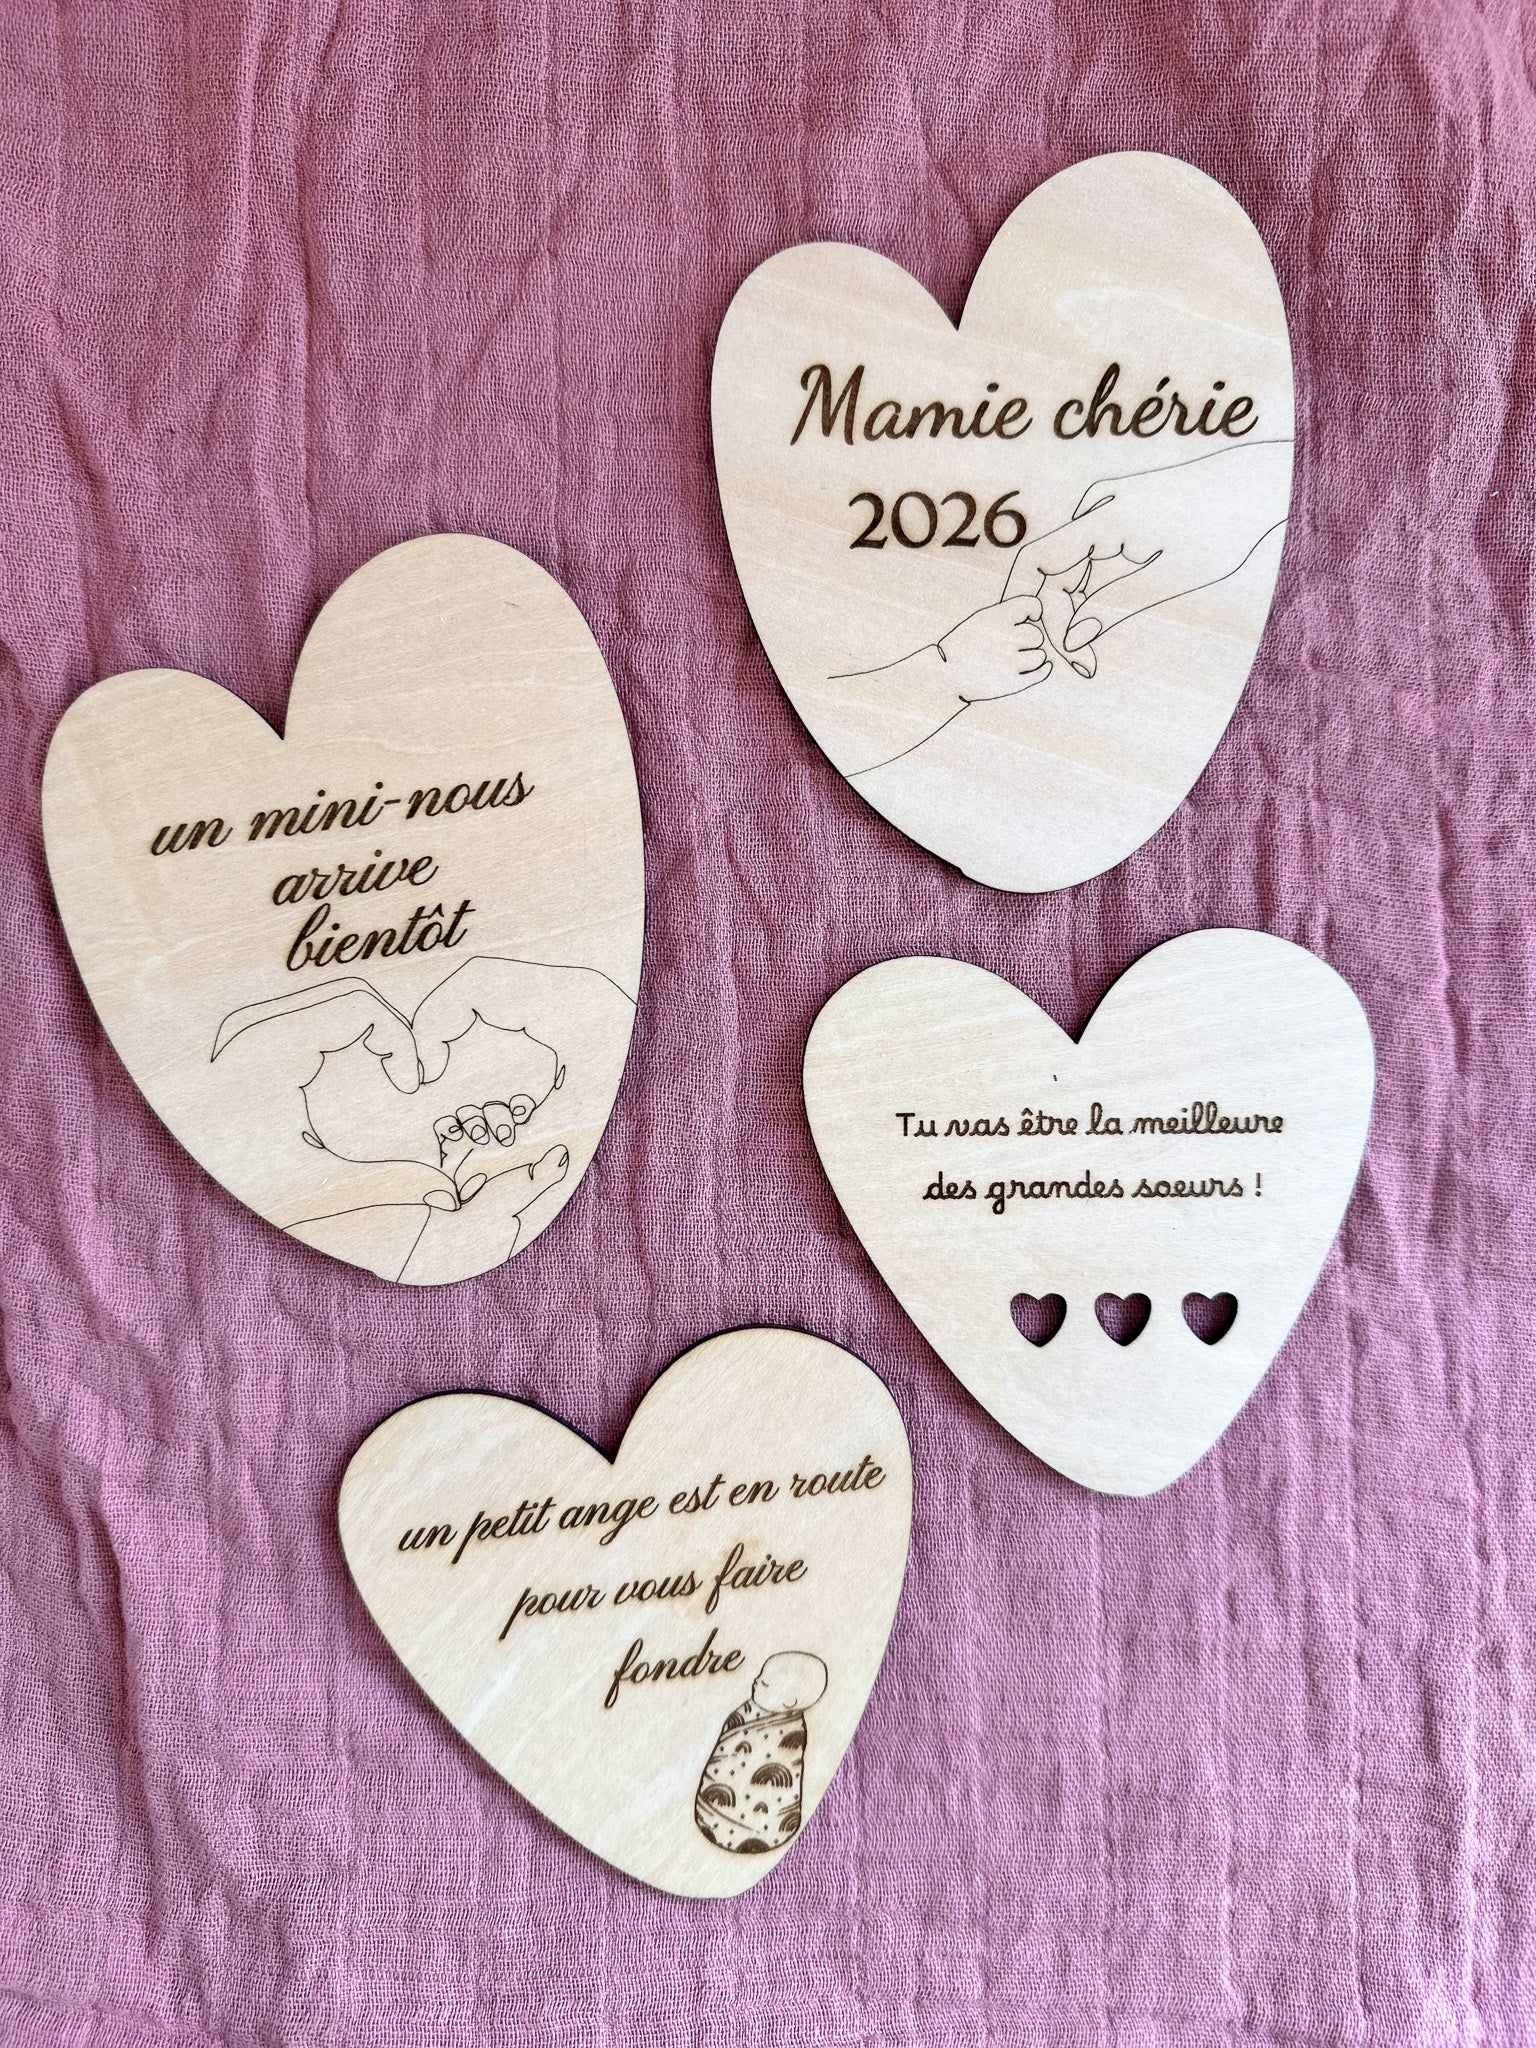 Mamie chérie
2026
un mini-nous
arrive
bientôt
Tu vas être la meilleure
des grandes soeurs !
un petit ange est en route
pour vous faire
fondre